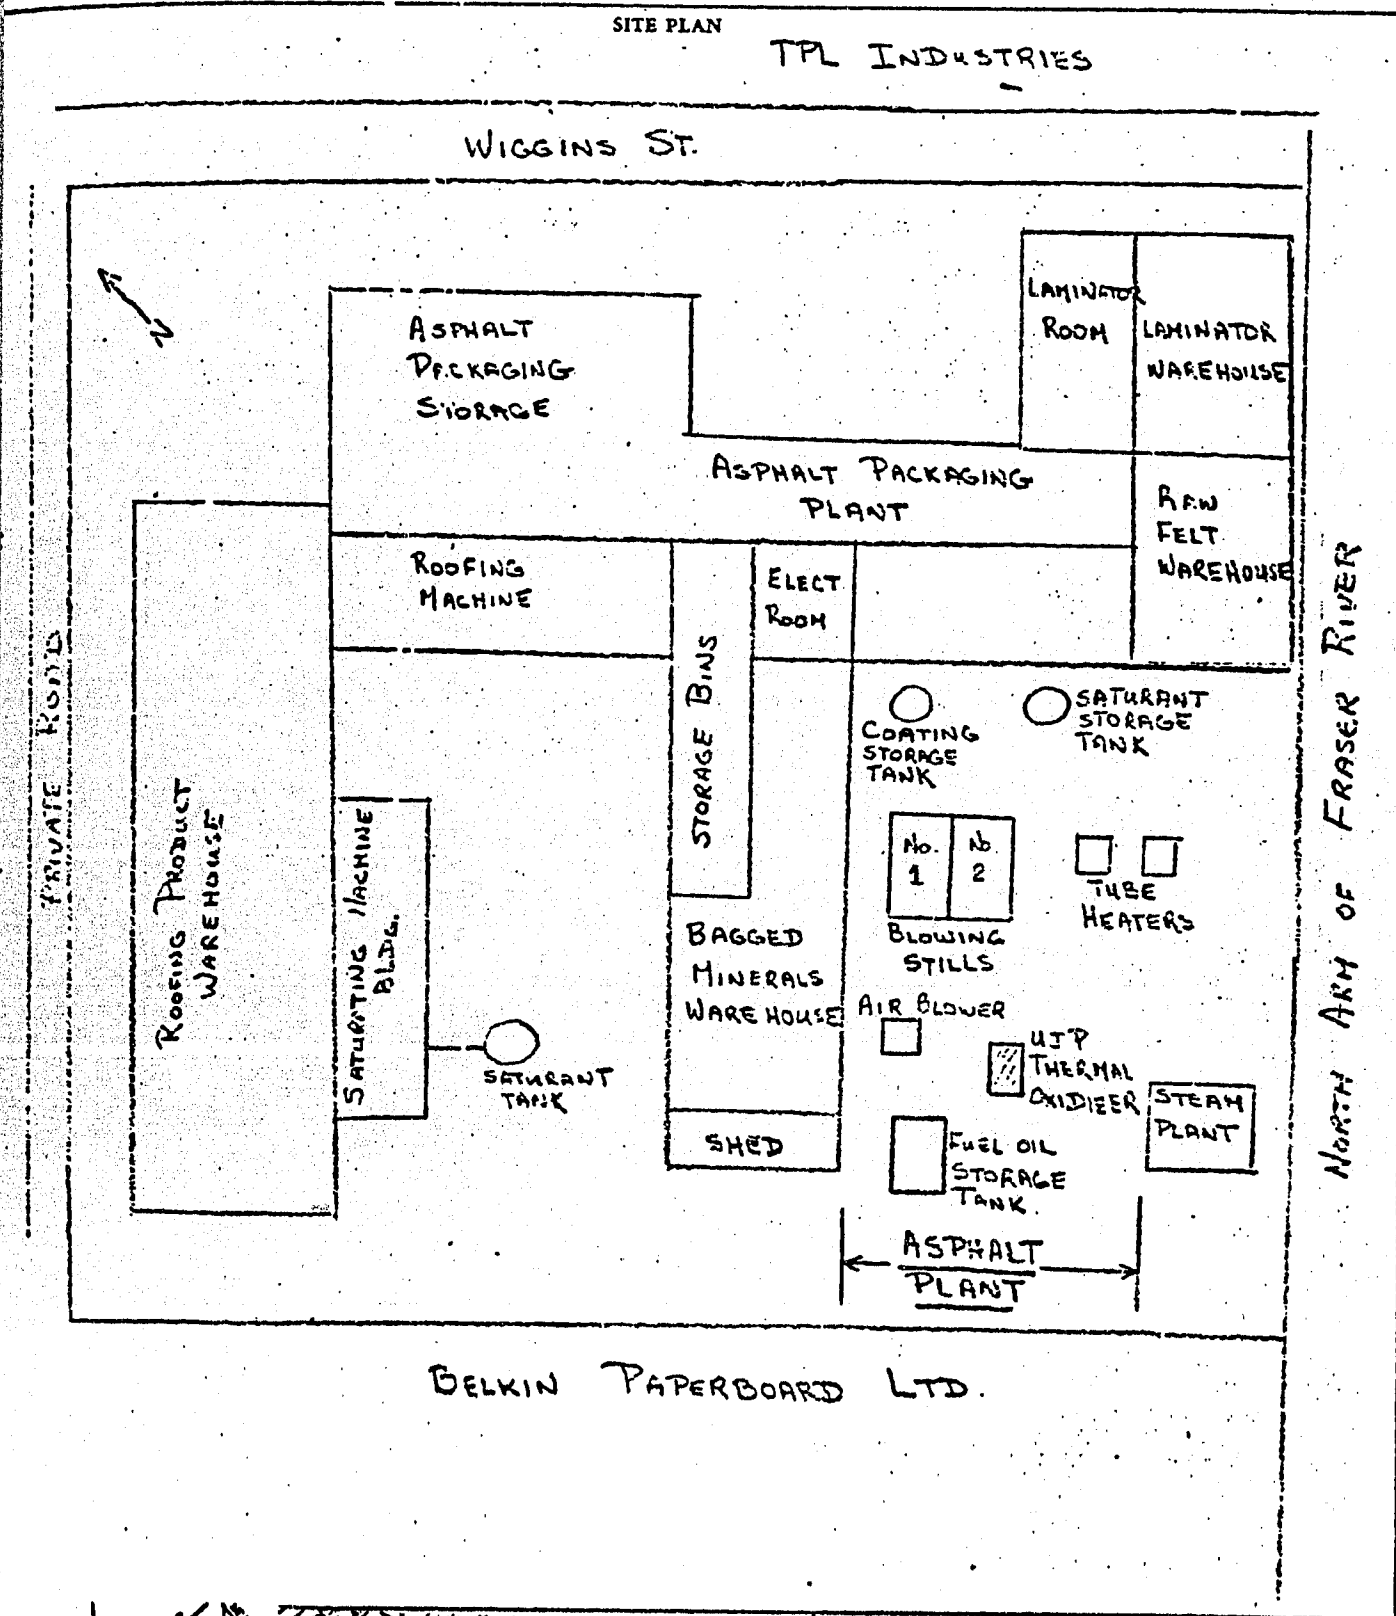 SITE PLAN
TPL INDUSTRIES
WIGGINS ST.
N
LAMINATOR
ROOM
LAMINATOR
WAREHOUSE
ASPHALT
PACKAGING
STORAGE
ASPHALT PACKAGING
PLANT
RAW
FELT
WAREHOUSE
ROOFING
MACHINE
ELECT
ROOM
STORAGE BINS
PRIVATE ROAD
ROOFING PRODUCT
WAREHOUSE
SATURATING MACHINE
BLDG.
SATURANT
TANK
BAGGED
MINERALS
WAREHOUSE
SHED
COATING
STORAGE
TANK
SATURANT
STORAGE
TANK
No.
1
No.
2
BLOWING
STILLS
TUBE
HEATERS
AIR BLOWER
UIP
THERMAL
OXIDIZER
STEAM
PLANT
FUEL OIL
STORAGE
TANK.
ASPHALT
PLANT
NORTH ARM OF FRASER RIVER
BELKIN PAPERBOARD LTD.